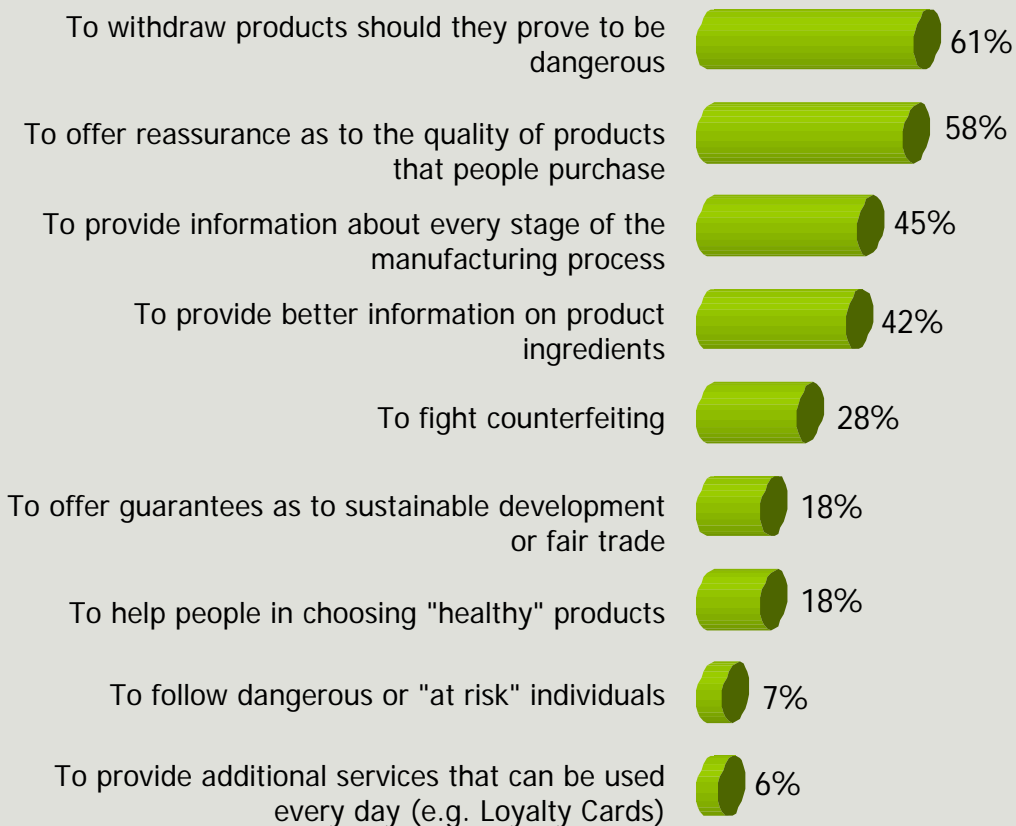 To withdraw products should they prove to be
dangerous
61%
To offer reassurance as to the quality of products
that people purchase
58%
To provide information about every stage of the
manufacturing process
45%
To provide better information on product
ingredients
42%
To fight counterfeiting
28%
To offer guarantees as to sustainable development
or fair trade
18%
To help people in choosing "healthy" products
18%
To follow dangerous or "at risk" individuals
7%
To provide additional services that can be used
every day (e.g. Loyalty Cards)
6%